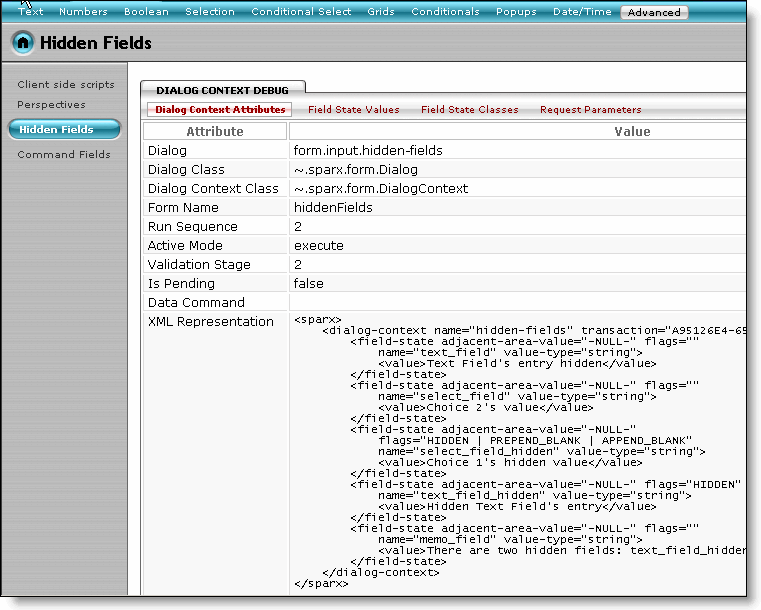 Text Numbers Boolean Selection Conditional Select Grids Conditionals Popups Date/Time Advanced
Hidden Fields
Client side scripts
Perspectives
Hidden Fields
Command Fields
DIALOG CONTEXT DEBUG
Dialog Context Attributes Field State Values Field State Classes Request Parameters
Attribute Value
Dialog form.input.hidden-fields
Dialog Class ~.sparx.form.Dialog
Dialog Context Class ~.sparx.form.DialogContext
Form Name hiddenFields
Run Sequence 2
Active Mode execute
Validation Stage 2
Is Pending false
Data Command
XML Representation <sparx>
<dialog-context name="hidden-fields" transaction="A95126E4-65
<field-state adjacent-area-value="-NULL-" flags=""
name="text_field" value-type="string">
<value>Text Field's entry hidden</value>
</field-state>
<field-state adjacent-area-value="-NULL-" flags=""
name="select_field" value-type="string">
<value>Choice 2's value</value>
</field-state>
<field-state adjacent-area-value="-NULL-"
flags="HIDDEN | PREPEND_BLANK | APPEND_BLANK"
name="select_field_hidden" value-type="string">
<value>Choice 1's hidden value</value>
</field-state>
<field-state adjacent-area-value="-NULL-" flags="HIDDEN"
name="text_field_hidden" value-type="string">
<value>Hidden Text Field's entry</value>
</field-state>
<field-state adjacent-area-value="-NULL-" flags=""
name="memo_field" value-type="string">
<value>There are two hidden fields: text_field_hidden
</field-state>
</dialog-context>
</sparx>